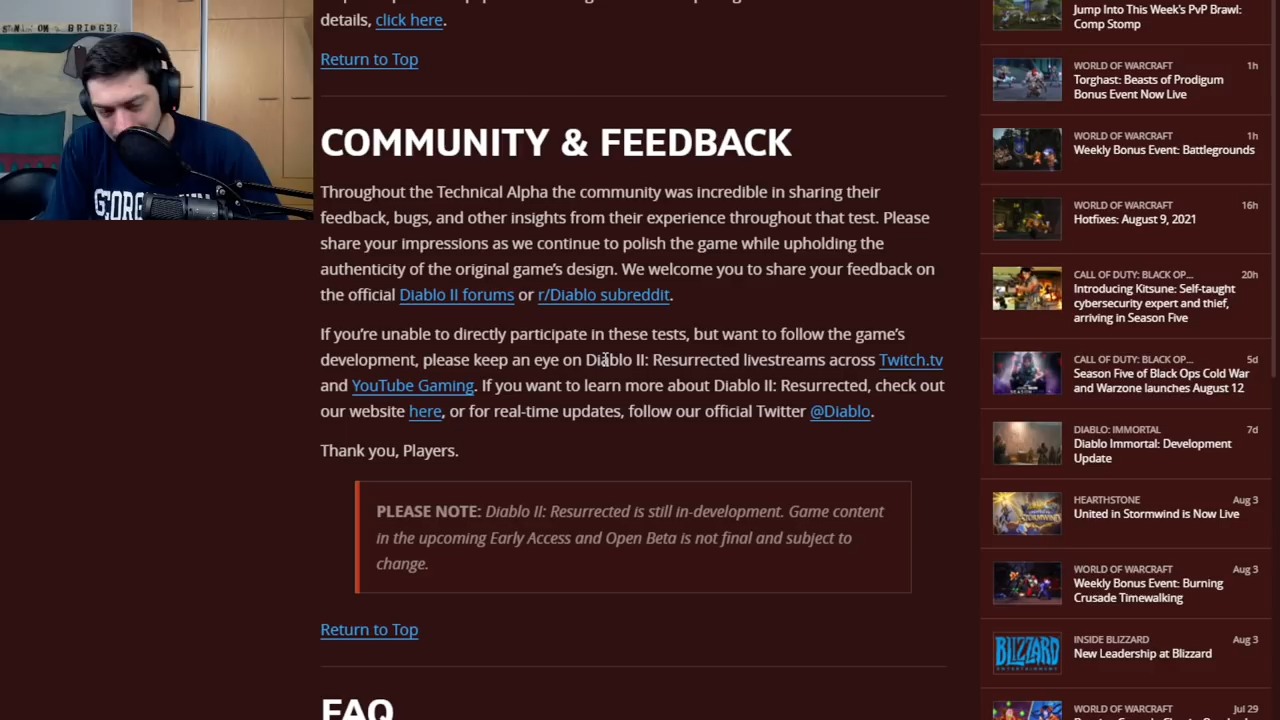 details, click here.
Return to Top
COMMUNITY & FEEDBACK
Throughout the Technical Alpha the community was incredible in sharing their
feedback, bugs, and other insights from their experience throughout that test. Please
share your impressions as we continue to polish the game while upholding the
authenticity of the original game's design. We welcome you to share your feedback on
the official Diablo II forums or r/Diablo subreddit.
If you're unable to directly participate in these tests, but want to follow the game's
development, please keep an eye on Diablo II: Resurrected livestreams across Twitch.tv
and YouTube Gaming. If you want to learn more about Diablo II: Resurrected, check out
our website here, or for real-time updates, follow our official Twitter @Diablo.
Thank you, Players.
PLEASE NOTE: Diablo II: Resurrected is still in-development. Game content
in the upcoming Early Access and Open Beta is not final and subject to
change.
Return to Top
FAQ
Jump Into This Week's PvP Brawl:
Comp Stomp
WORLD OF WARCRAFT 1h
Torghast: Beasts of Prodigum
Bonus Event Now Live
WORLD OF WARCRAFT 1h
Weekly Bonus Event: Battlegrounds
WORLD OF WARCRAFT 16h
Hotfixes: August 9, 2021
CALL OF DUTY: BLACK OP... 20h
Introducing Kitsune: Self-taught
cybersecurity expert and thief,
arriving in Season Five
CALL OF DUTY: BLACK OP... 5d
Season Five of Black Ops Cold War
and Warzone launches August 12
DIABLO: IMMORTAL 7d
Diablo Immortal: Development
Update
HEARTHSTONE Aug 3
United in Stormwind is Now Live
WORLD OF WARCRAFT Aug 3
Weekly Bonus Event: Burning
Crusade Timewalking
BLIZZARD
INSIDE BLIZZARD Aug 3
New Leadership at Blizzard
WORLD OF WARCRAFT Jul 29